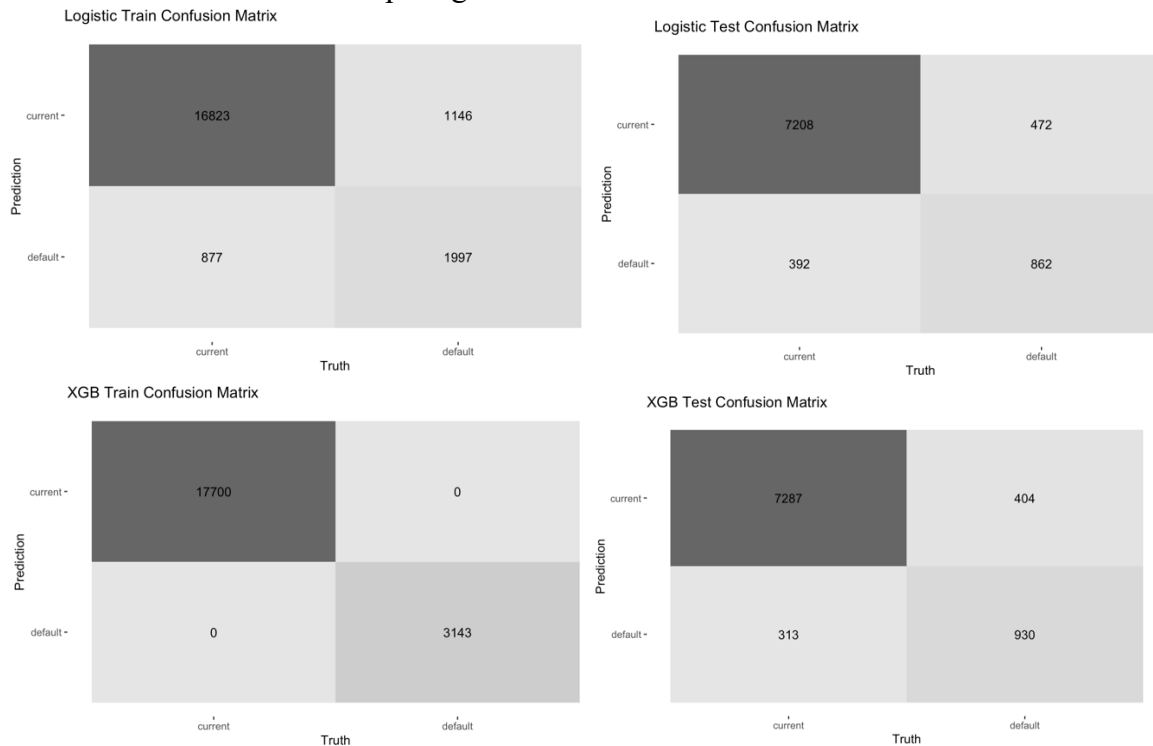 Logistic Train Confusion Matrix
current
16823
1146
Prediction
default
877
1997
current
default
Truth
Logistic Test Confusion Matrix
current
7208
472
Prediction
default
392
862
current
default
Truth
XGB Train Confusion Matrix
current
17700
0
Prediction
default
0
3143
current
default
Truth
XGB Test Confusion Matrix
current
7287
404
Prediction
default
313
930
current
default
Truth